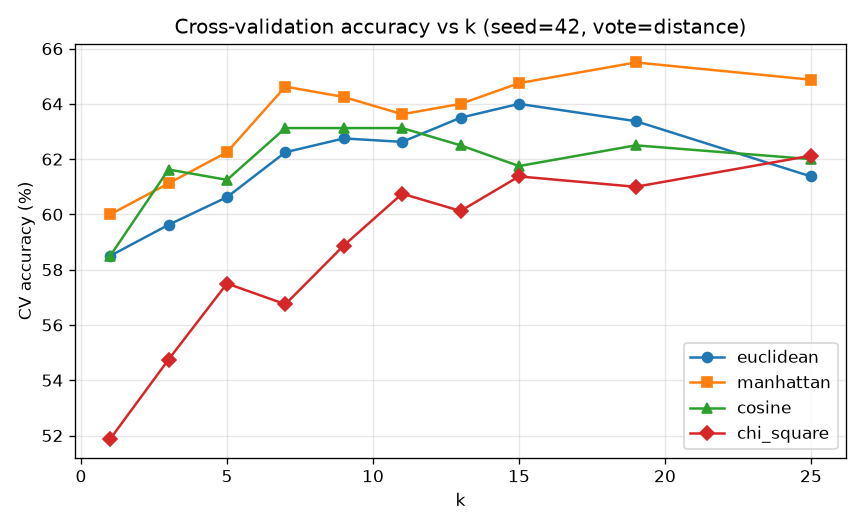 Cross-validation accuracy vs k (seed=42, vote=distance)
CV accuracy (%)
66
64
62
60
58
56
54
52
0 5 10 15 20 25
k
euclidean
manhattan
cosine
chi_square